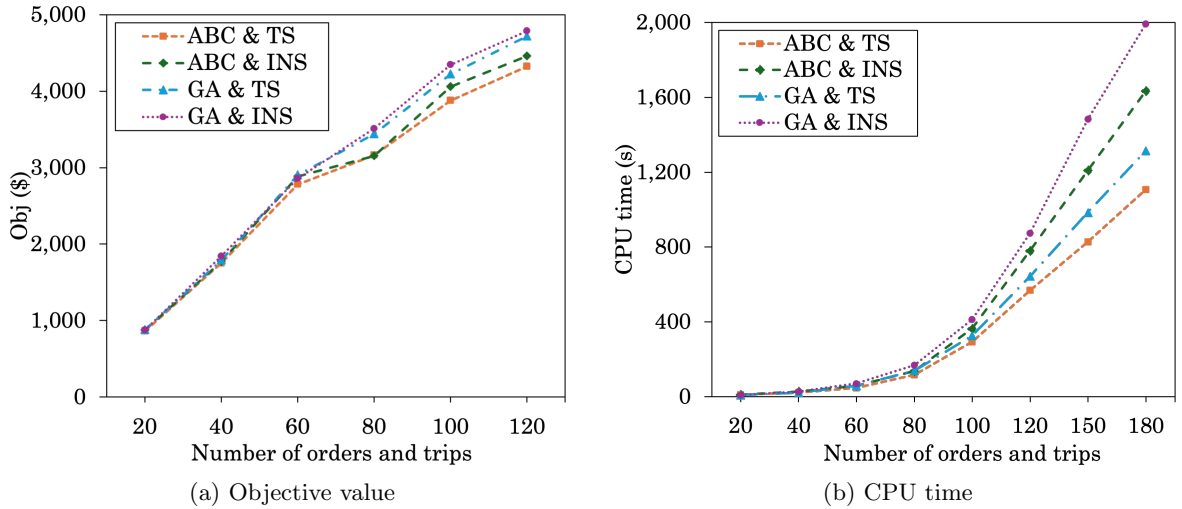 5,000
4,000
3,000
2,000
1,000
0
Obj ($)
ABC & TS
ABC & INS
GA & TS
GA & INS
20 40 60 80 100 120
Number of orders and trips
(a) Objective value
2,000
1,600
1,200
800
400
0
CPU time (s)
ABC & TS
ABC & INS
GA & TS
GA & INS
20 40 60 80 100 120 150 180
Number of orders and trips
(b) CPU time